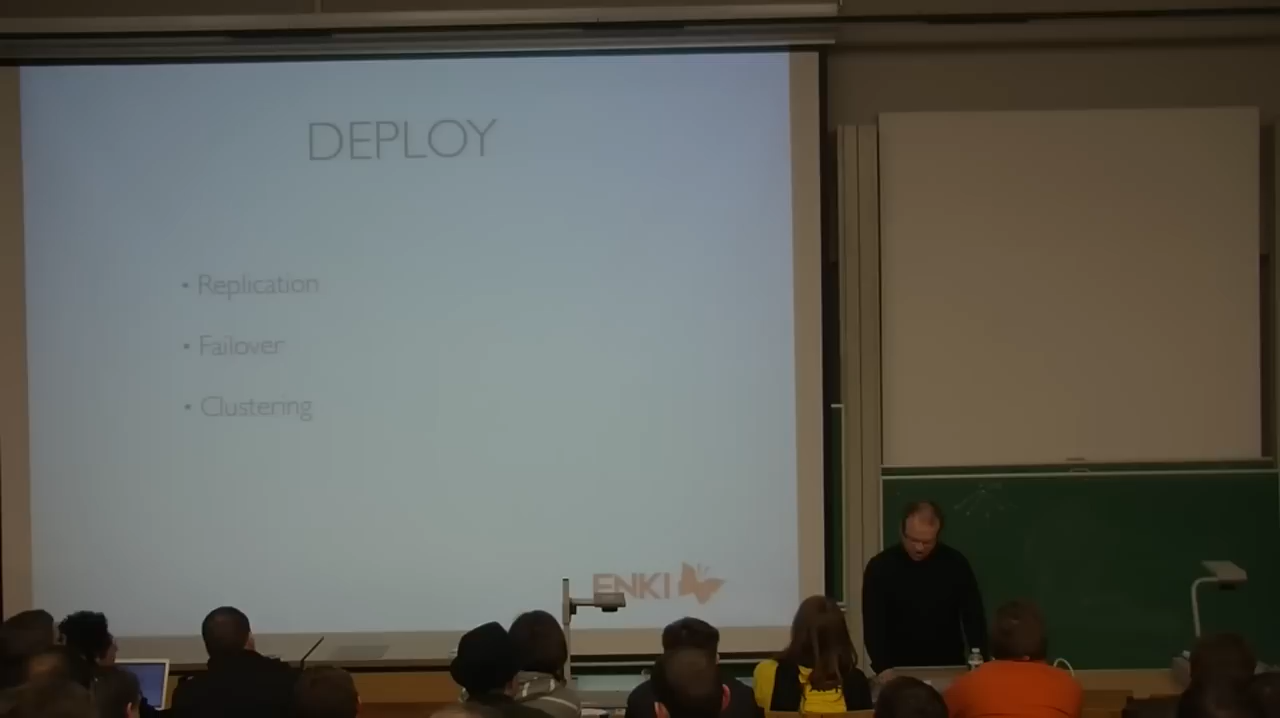 DEPLOY
• Replication
• Failover
• Clustering
ENKI